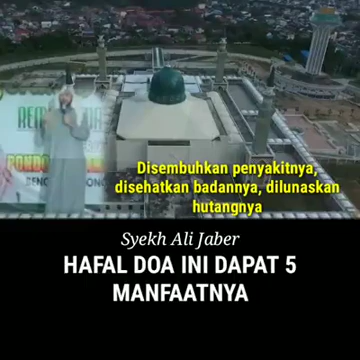 Disembuhkan penyakitnya,
disehatkan badannya, dilunaskan
hutangnya
Syekh Ali Jaber
HAFAL DOA INI DAPAT 5
MANFAATNYA